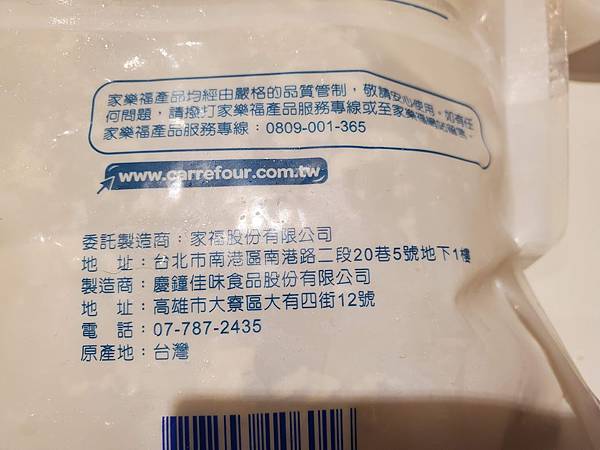 家樂福產品均經由嚴格的品質管制，敬請安心使用。如有任
何問題，請撥打家樂福產品服務專線或至家樂福網站留言。
家樂福產品服務專線：0809-001-365
www.carrefour.com.tw
委託製造商：家福股份有限公司
地 址：台北市南港區南港路二段20巷5號地下1樓
製造商：慶鐘佳味食品股份有限公司
地 址：高雄市大寮區大有四街12號
電 話：07-787-2435
原產地：台灣